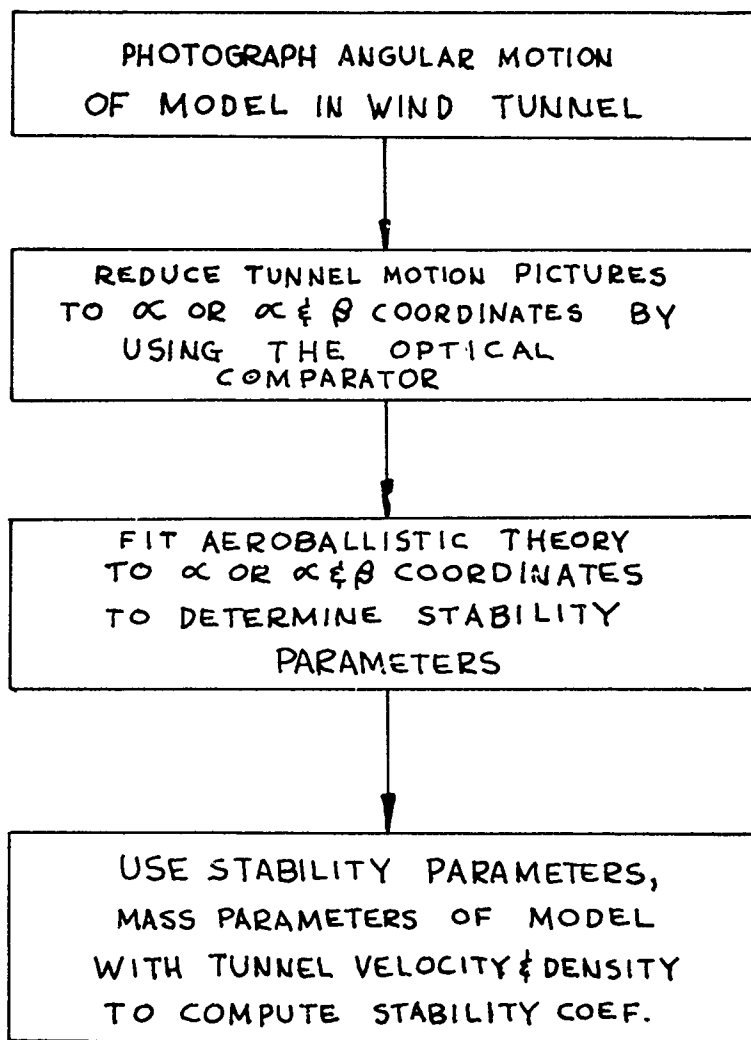 PHOTOGRAPH ANGULAR MOTION
OF MODEL IN WIND TUNNEL
REDUCE TUNNEL MOTION PICTURES
TO ∝ OR ∝ & β COORDINATES BY
USING THE OPTICAL
COMPARATOR
FIT AEROBALLISTIC THEORY
TO ∝ OR ∝ & β COORDINATES
TO DETERMINE STABILITY
PARAMETERS
USE STABILITY PARAMETERS,
MASS PARAMETERS OF MODEL
WITH TUNNEL VELOCITY & DENSITY
TO COMPUTE STABILITY COEF.